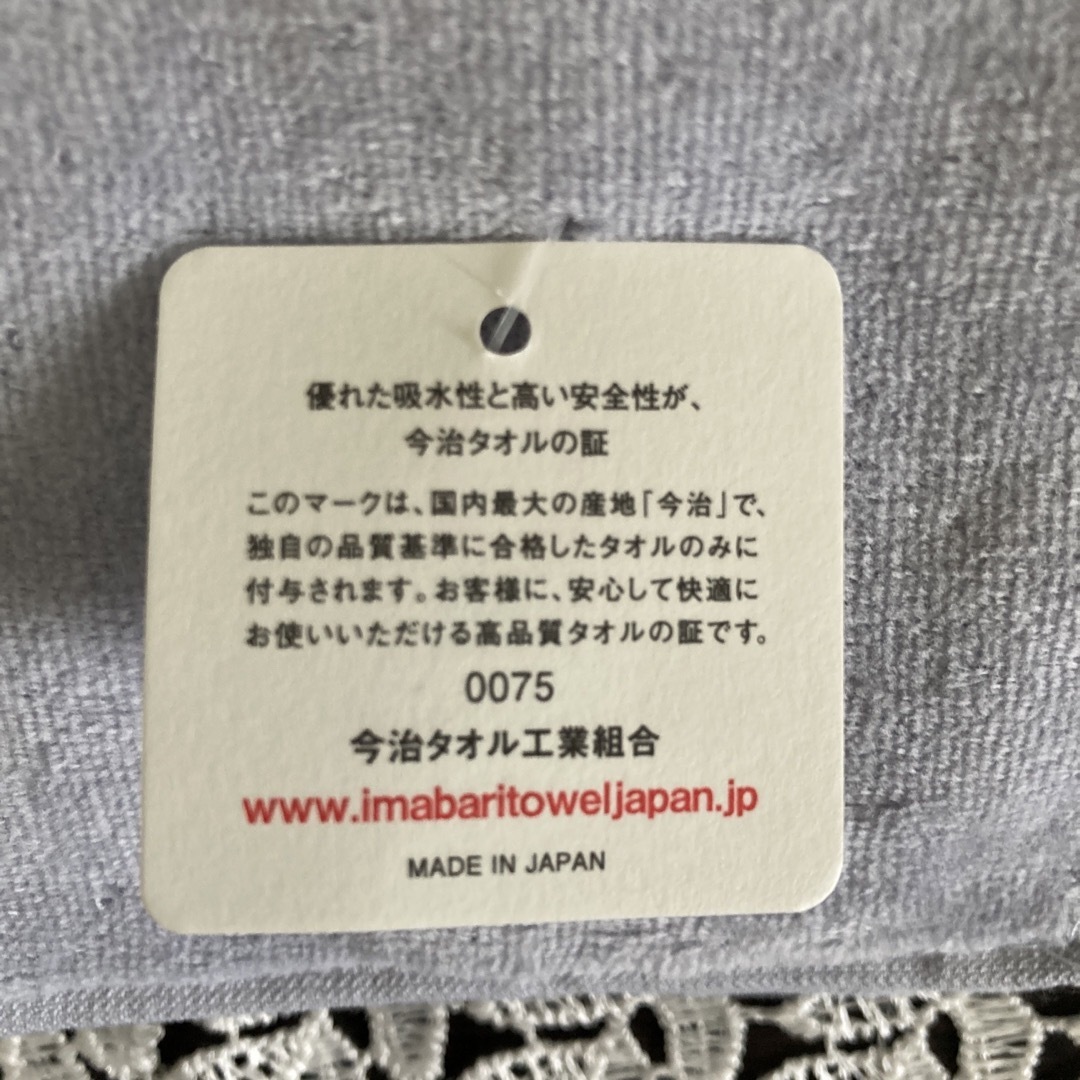 優れた吸水性と高い安全性が、
今治タオルの証
このマークは、国内最大の産地「今治」で、
独自の品質基準に合格したタオルのみに
付与されます。お客様に、安心して快適に
お使いいただける高品質タオルの証です。
0075
今治タオル工業組合
www.imabaritoweljapan.jp
MADE IN JAPAN